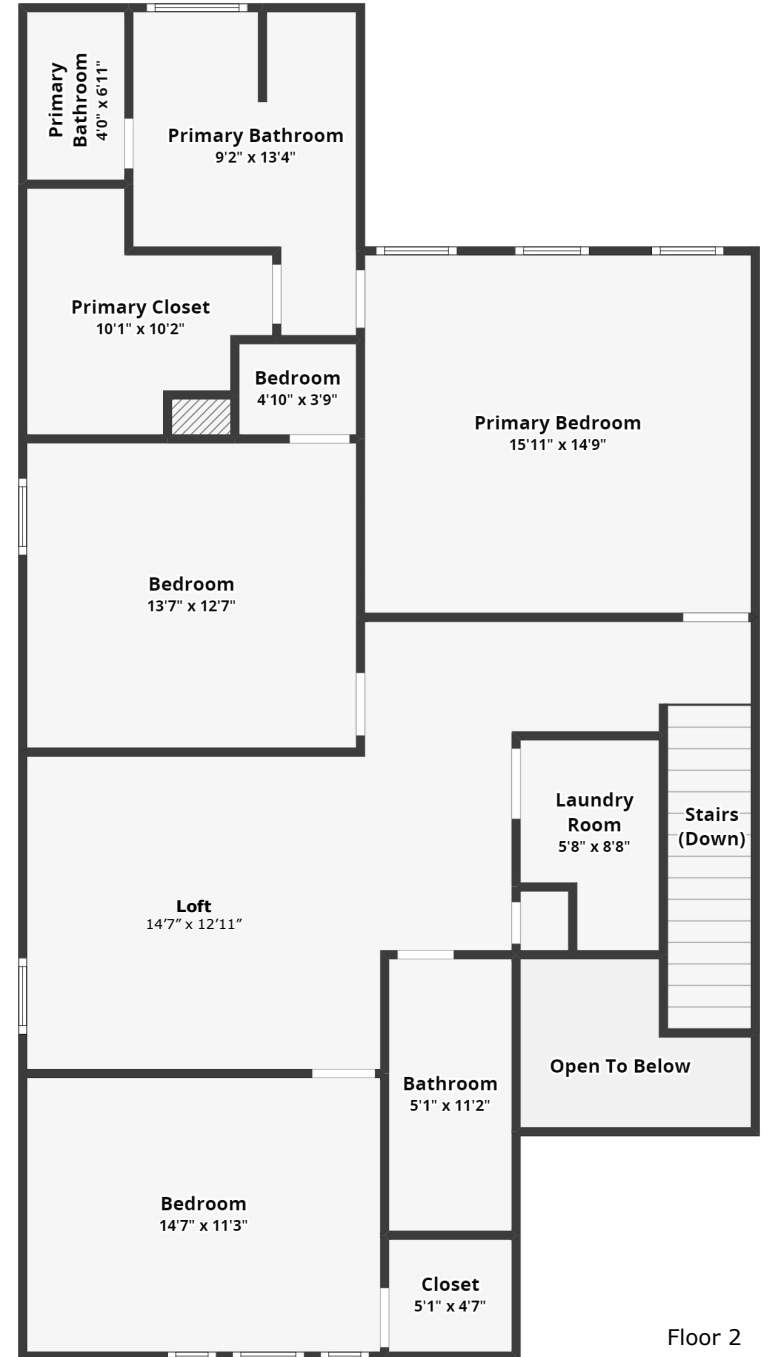 Primary
Bathroom
4'0" x 6'11"
Primary Bathroom
9'2" x 13'4"
Primary Closet
10'1" x 10'2"
Bedroom
4'10" x 3'9"
Primary Bedroom
15'11" x 14'9"
Bedroom
13'7" x 12'7"
Laundry
Room
5'8" x 8'8"
Stairs
(Down)
Loft
14’7” x 12’11”
Open To Below
Bathroom
5'1" x 11'2"
Bedroom
14'7" x 11'3"
Closet
5'1" x 4'7"
Floor 2